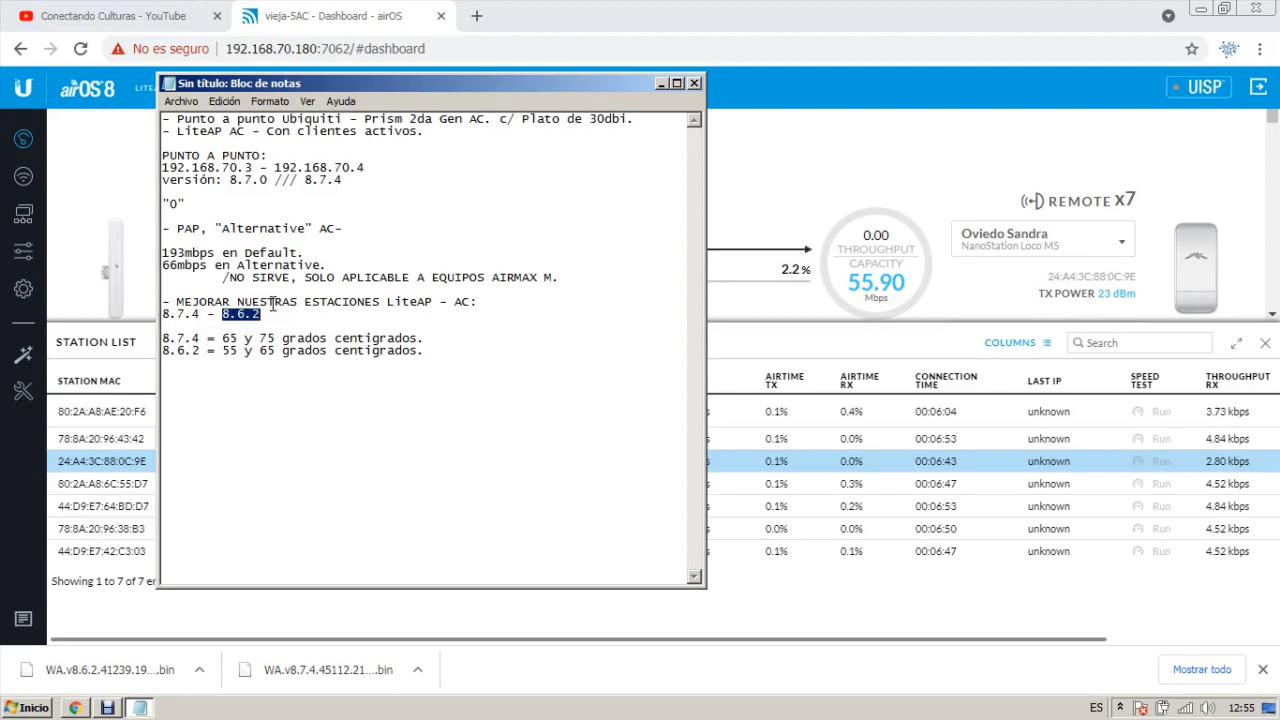 Conectando Culturas - YouTube
vieja-5AC - Dashboard - airOS
No es seguro
192.168.70.180:7062/#dashboard
airOS 8
LITEA
UISP
Sin título: Bloc de notas
Archivo Edición Formato Ver Ayuda
- Punto a punto Ubiquiti - Prism 2da Gen AC. c/ Plato de 30dbi.
- LiteAP AC - Con clientes activos.
PUNTO A PUNTO:
192.168.70.3 - 192.168.70.4
versión: 8.7.0 /// 8.7.4
"0"
- PAP, "Alternative" AC-
193mbps en Default.
66mbps en Alternative.
/NO SIRVE, SOLO APLICABLE A EQUIPOS AIRMAX M.
- MEJORAR NUESTRAS ESTACIONES LiteAP - AC:
8.7.4 - 8.6.2
8.7.4 = 65 y 75 grados centigrados.
8.6.2 = 55 y 65 grados centigrados.
REMOTE x7
0.00
THROUGHPUT
CAPACITY
55.90
Mbps
2.2 %
Oviedo Sandra
NanoStation Loco M5
24:A4:3C:88:0C:9E
TX POWER 23 dBm
STATION LIST
COLUMNS
Search
STATION MAC AIRTIME TX AIRTIME RX CONNECTION TIME LAST IP SPEED TEST THROUGHPUT RX
80:2A:A8:AE:20:F6 0.1% 0.4% 00:06:04 unknown Run 3.73 kbps
78:8A:20:96:43:42 0.1% 0.0% 00:06:53 unknown Run 4.84 kbps
24:A4:3C:88:0C:9E 0.1% 0.0% 00:06:43 unknown Run 2.80 kbps
80:2A:A8:6C:55:D7 0.1% 0.3% 00:06:47 unknown Run 4.52 kbps
44:D9:E7:64:BD:D7 0.1% 0.2% 00:06:53 unknown Run 4.84 kbps
78:8A:20:96:38:B3 0.0% 0.0% 00:06:50 unknown Run 4.52 kbps
44:D9:E7:42:C3:03 0.1% 0.1% 00:06:47 unknown Run 4.52 kbps
Showing 1 to 7 of 7 en
WA.v8.6.2.41239.19....bin
WA.v8.7.4.45112.21....bin
Mostrar todo
Inicio
ES
12:55